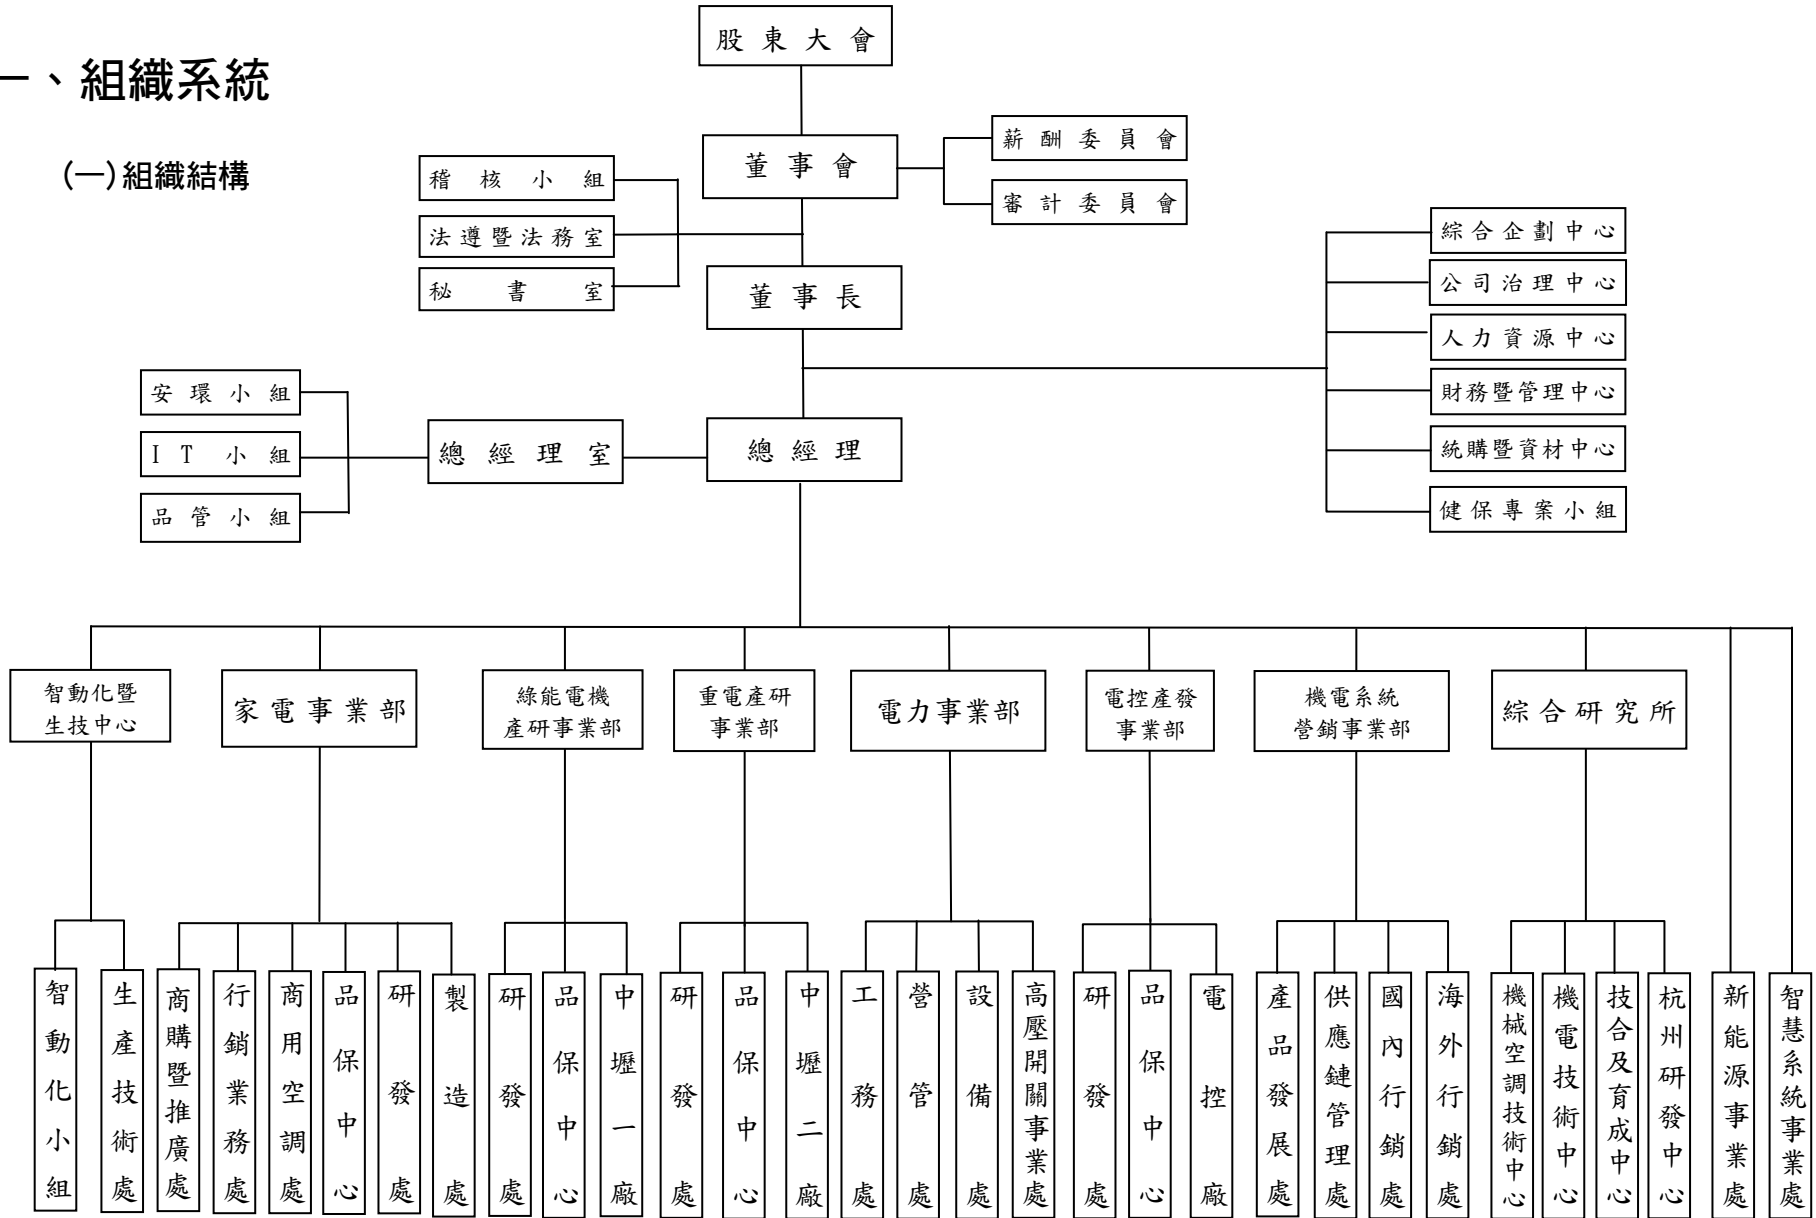 一、組織系統
(一)組織結構
股東大會
董事會
薪酬委員會
審計委員會
稽核小組
法遵暨法務室
秘書室
董事長
綜合企劃中心
公司治理中心
人力資源中心
財務暨管理中心
統購暨資材中心
健保專案小組
安環小組
IT小組
品管小組
總經理室
總經理
智動化暨
生技中心
家電事業部
綠能電機
產研事業部
重電產研
事業部
電力事業部
電控產發
事業部
機電系統
營銷事業部
綜合研究所
智動化小組
生產技術處
商購暨推廣處
行銷業務處
商用空調處
品保中心
研發處
製造處
研發處
品保中心
中壢一廠
研發處
品保中心
中壢二廠
工務處
營管處
設備處
高壓開關事業處
研發處
品保中心
電控廠
產品發展處
供應鏈管理處
國內行銷處
海外行銷處
機械空調技術中心
機電技術中心
技合及育成中心
杭州研發中心
新能源事業處
智慧系統事業處